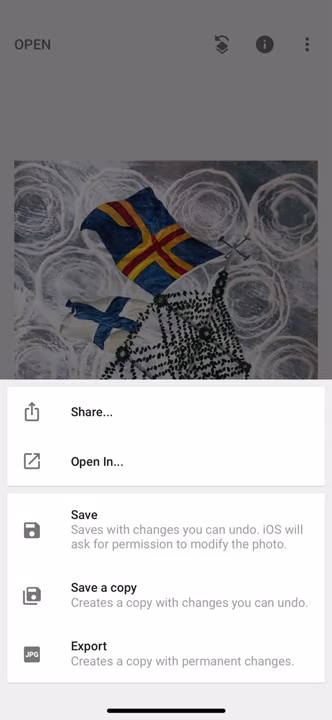 OPEN
Share...
Open In...
Save
Saves with changes you can undo. iOS will
ask for permission to modify the photo.
Save a copy
Creates a copy with changes you can undo.
JPG
Export
Creates a copy with permanent changes.